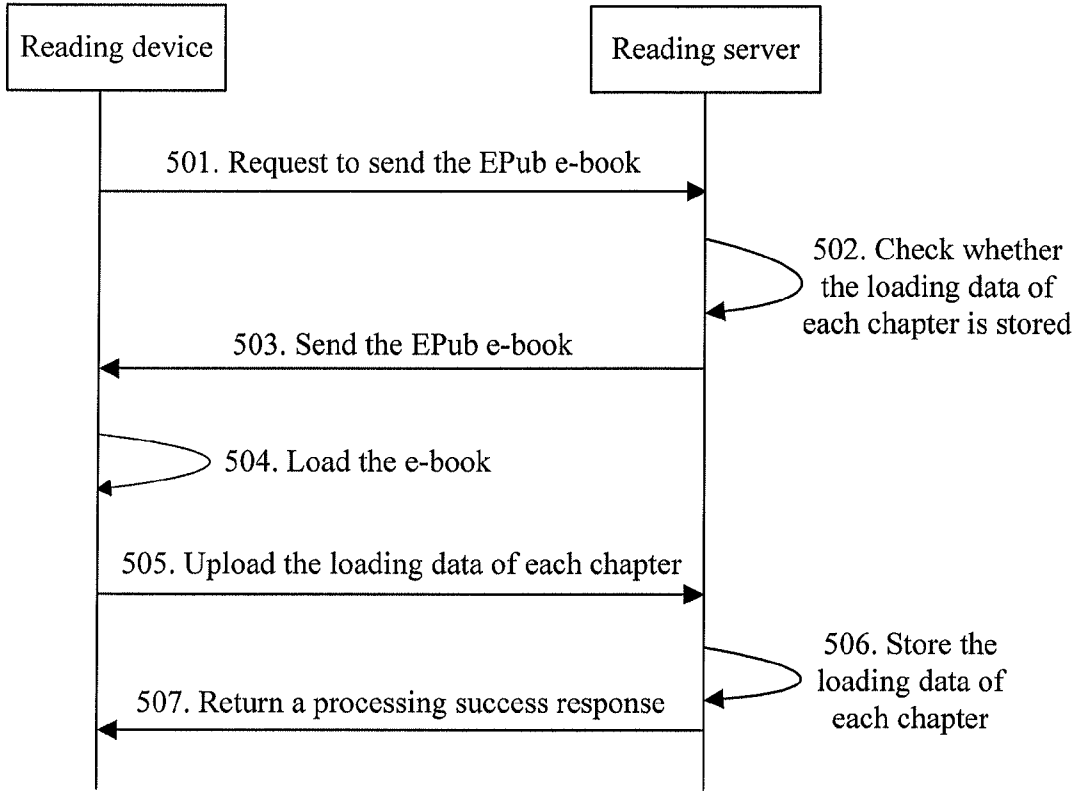 Reading device
Reading server
501. Request to send the EPub e-book
502. Check whether
the loading data of
each chapter is stored
503. Send the EPub e-book
504. Load the e-book
505. Upload the loading data of each chapter
506. Store the
loading data of
each chapter
507. Return a processing success response